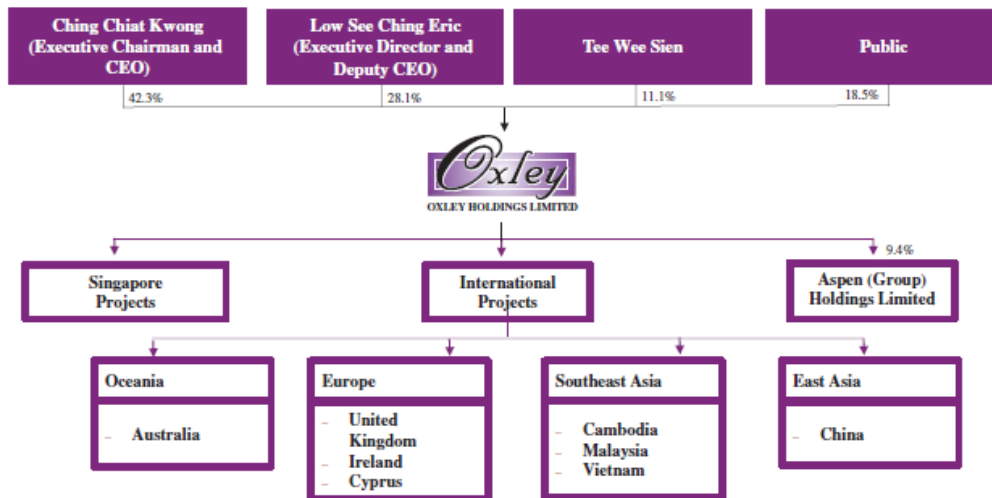 Ching Chiat Kwong
(Executive Chairman and
CEO)
Low See Ching Eric
(Executive Director and
Deputy CEO)
Tee Wee Sien
Public
42.3%
28.1%
11.1%
18.5%
Oxley
OXLEY HOLDINGS LIMITED
9.4%
Singapore
Projects
International
Projects
Aspen (Group)
Holdings Limited
Oceania
– Australia
Europe
– United
Kingdom
– Ireland
– Cyprus
Southeast Asia
– Cambodia
– Malaysia
– Vietnam
East Asia
– China